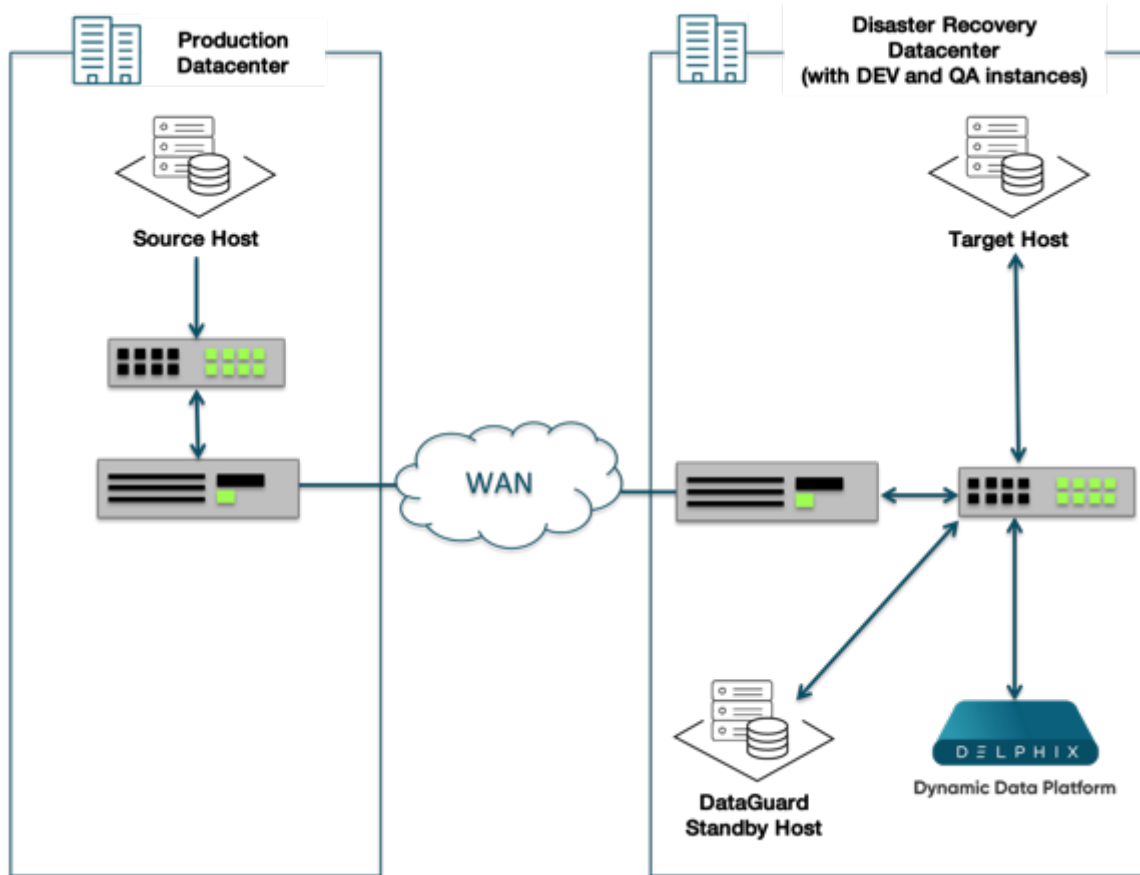 Production
Datacenter
Disaster Recovery
Datacenter
(with DEV and QA instances)
Source Host
Target Host
WAN
DataGuard
Standby Host
DELPHIX
Dynamic Data Platform